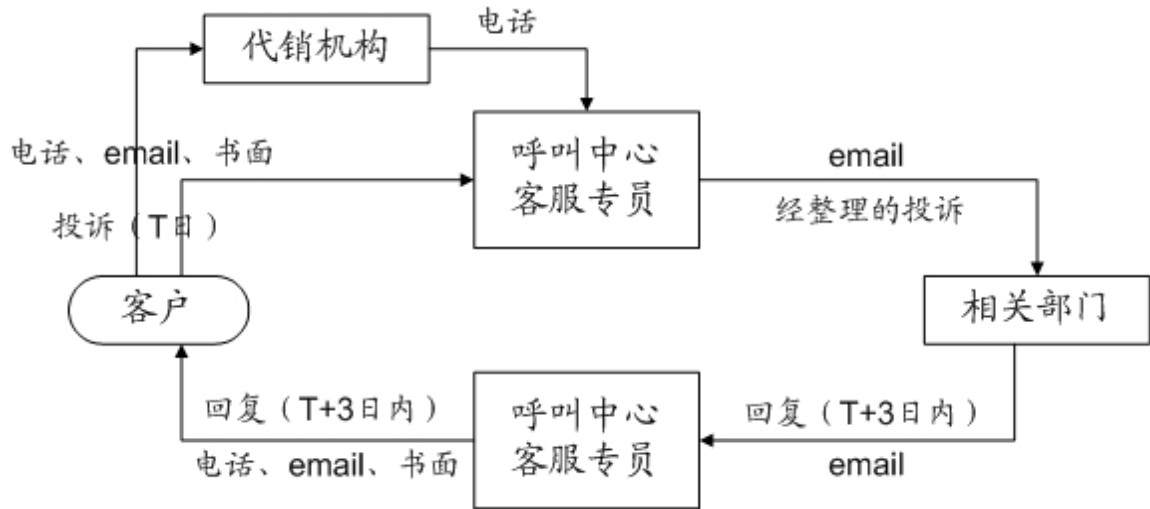 代销机构
电话
呼叫中心
客服专员
电话、email、书面
email
经整理的投诉
投诉（T日）
客户
相关部门
回复（T+3日内）
电话、email、书面
呼叫中心
客服专员
回复（T+3日内）
email